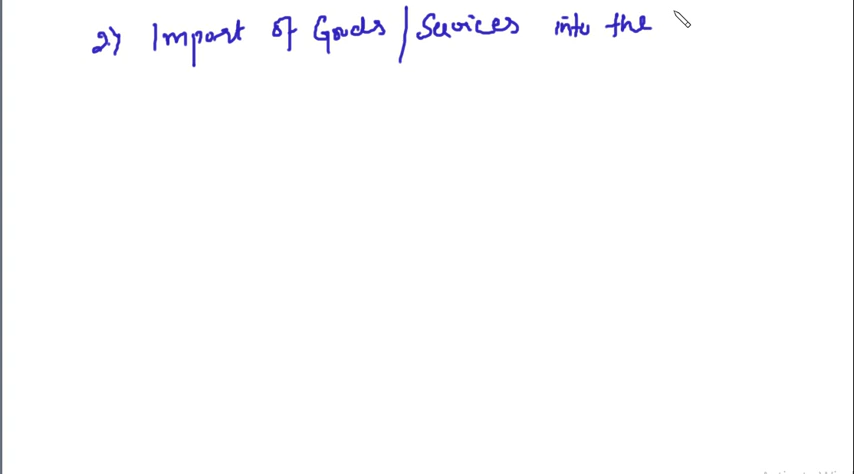 2) Import of Goods / Services into the